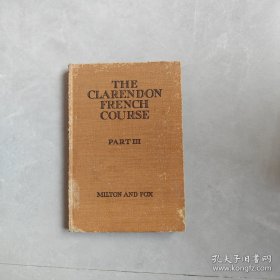 THE
CLARENDON
FRENCH
COURSE
PART III
MILTON AND FOX
孔夫子旧书网